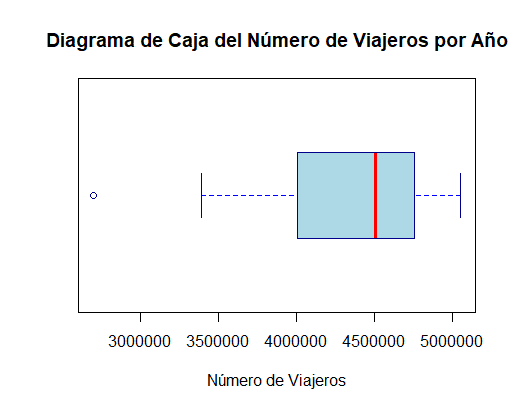 Diagrama de Caja del Número de Viajeros por Año
3000000 3500000 4000000 4500000 5000000
Número de Viajeros